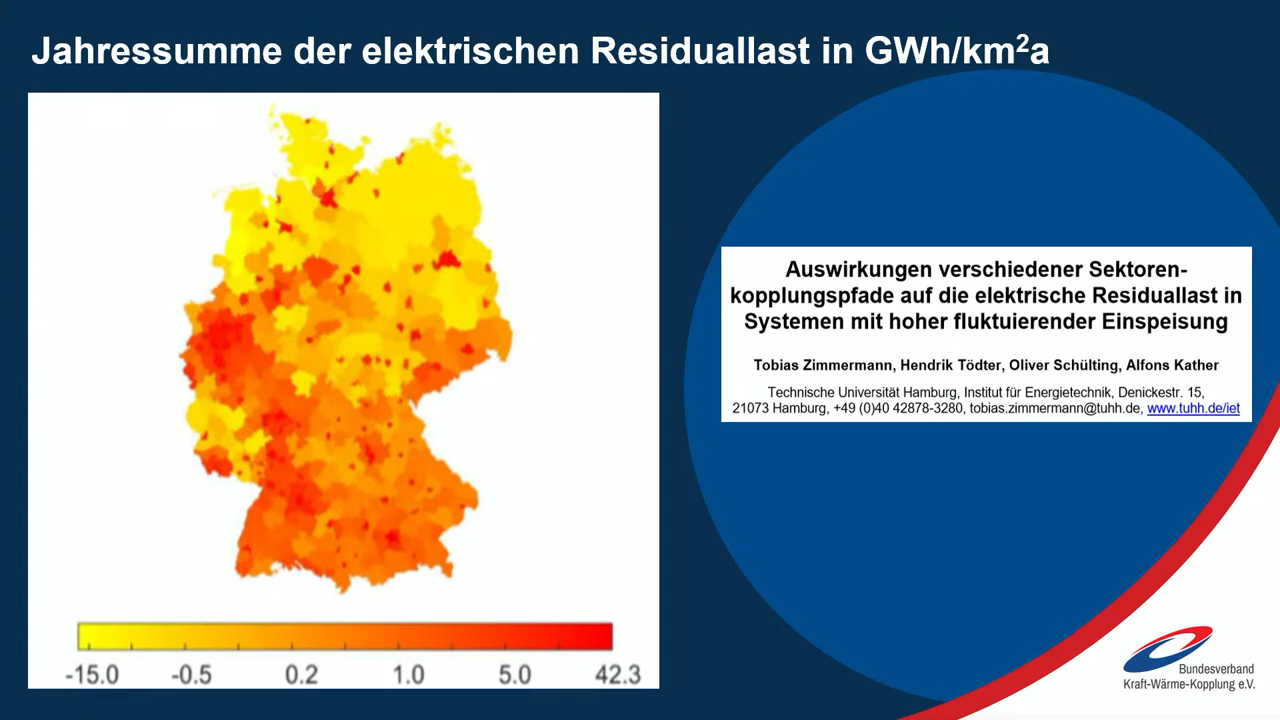 Jahressumme der elektrischen Residuallast in GWh/km²a
-15.0 -0.5 0.2 1.0 5.0 42.3
Auswirkungen verschiedener Sektoren-
kopplungspfade auf die elektrische Residuallast in
Systemen mit hoher fluktuierender Einspeisung
Tobias Zimmermann, Hendrik Tödter, Oliver Schülting, Alfons Kather
Technische Universität Hamburg, Institut für Energietechnik, Denickestr. 15,
21073 Hamburg, +49 (0)40 42878-3280, tobias.zimmermann@tuhh.de, www.tuhh.de/iet
Bundesverband
Kraft-Wärme-Kopplung e.V.